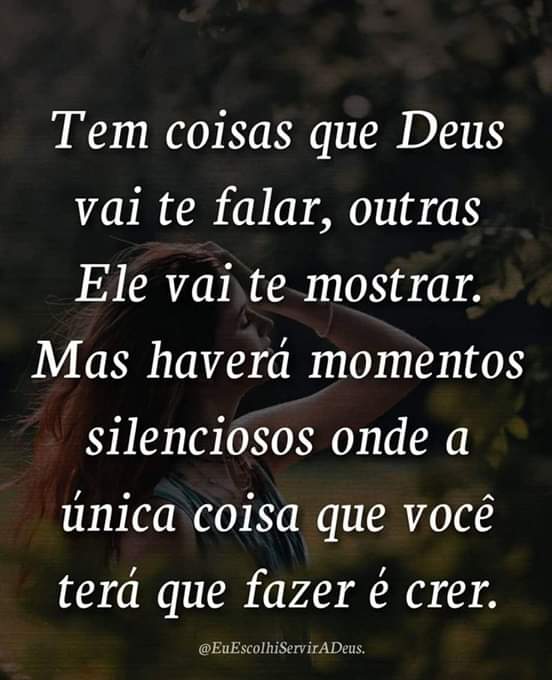 Tem coisas que Deus
vai te falar, outras
Ele vai te mostrar.
Mas haverá momentos
silenciosos onde a
única coisa que você
terá que fazer é crer.
@EuEscolhiServirADeus.